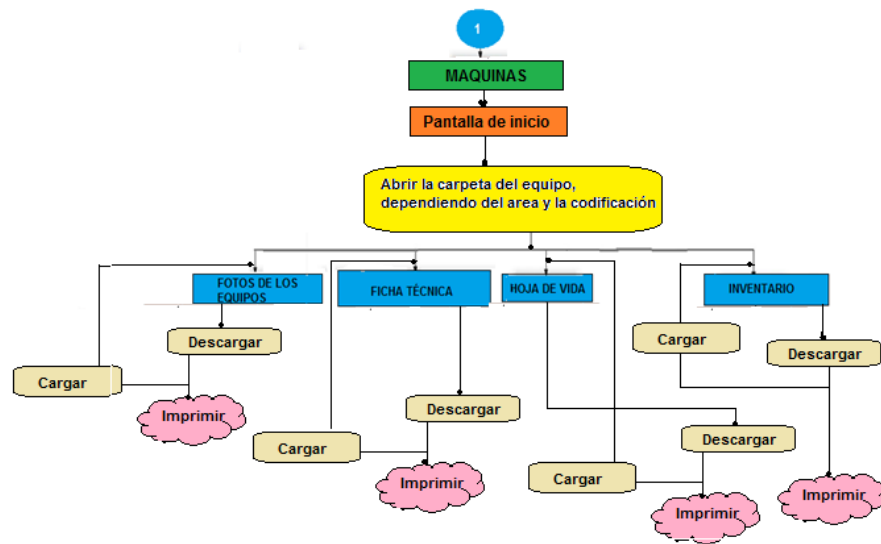 1
MAQUINAS
Pantalla de inicio
Abrir la carpeta del equipo,
dependiendo del area y la codificación
FOTOS DE LOS
EQUIPOS
FICHA TÉCNICA
HOJA DE VIDA
INVENTARIO
Descargar
Cargar
Imprimir
Descargar
Cargar
Imprimir
Descargar
Cargar
Imprimir
Cargar
Descargar
Imprimir